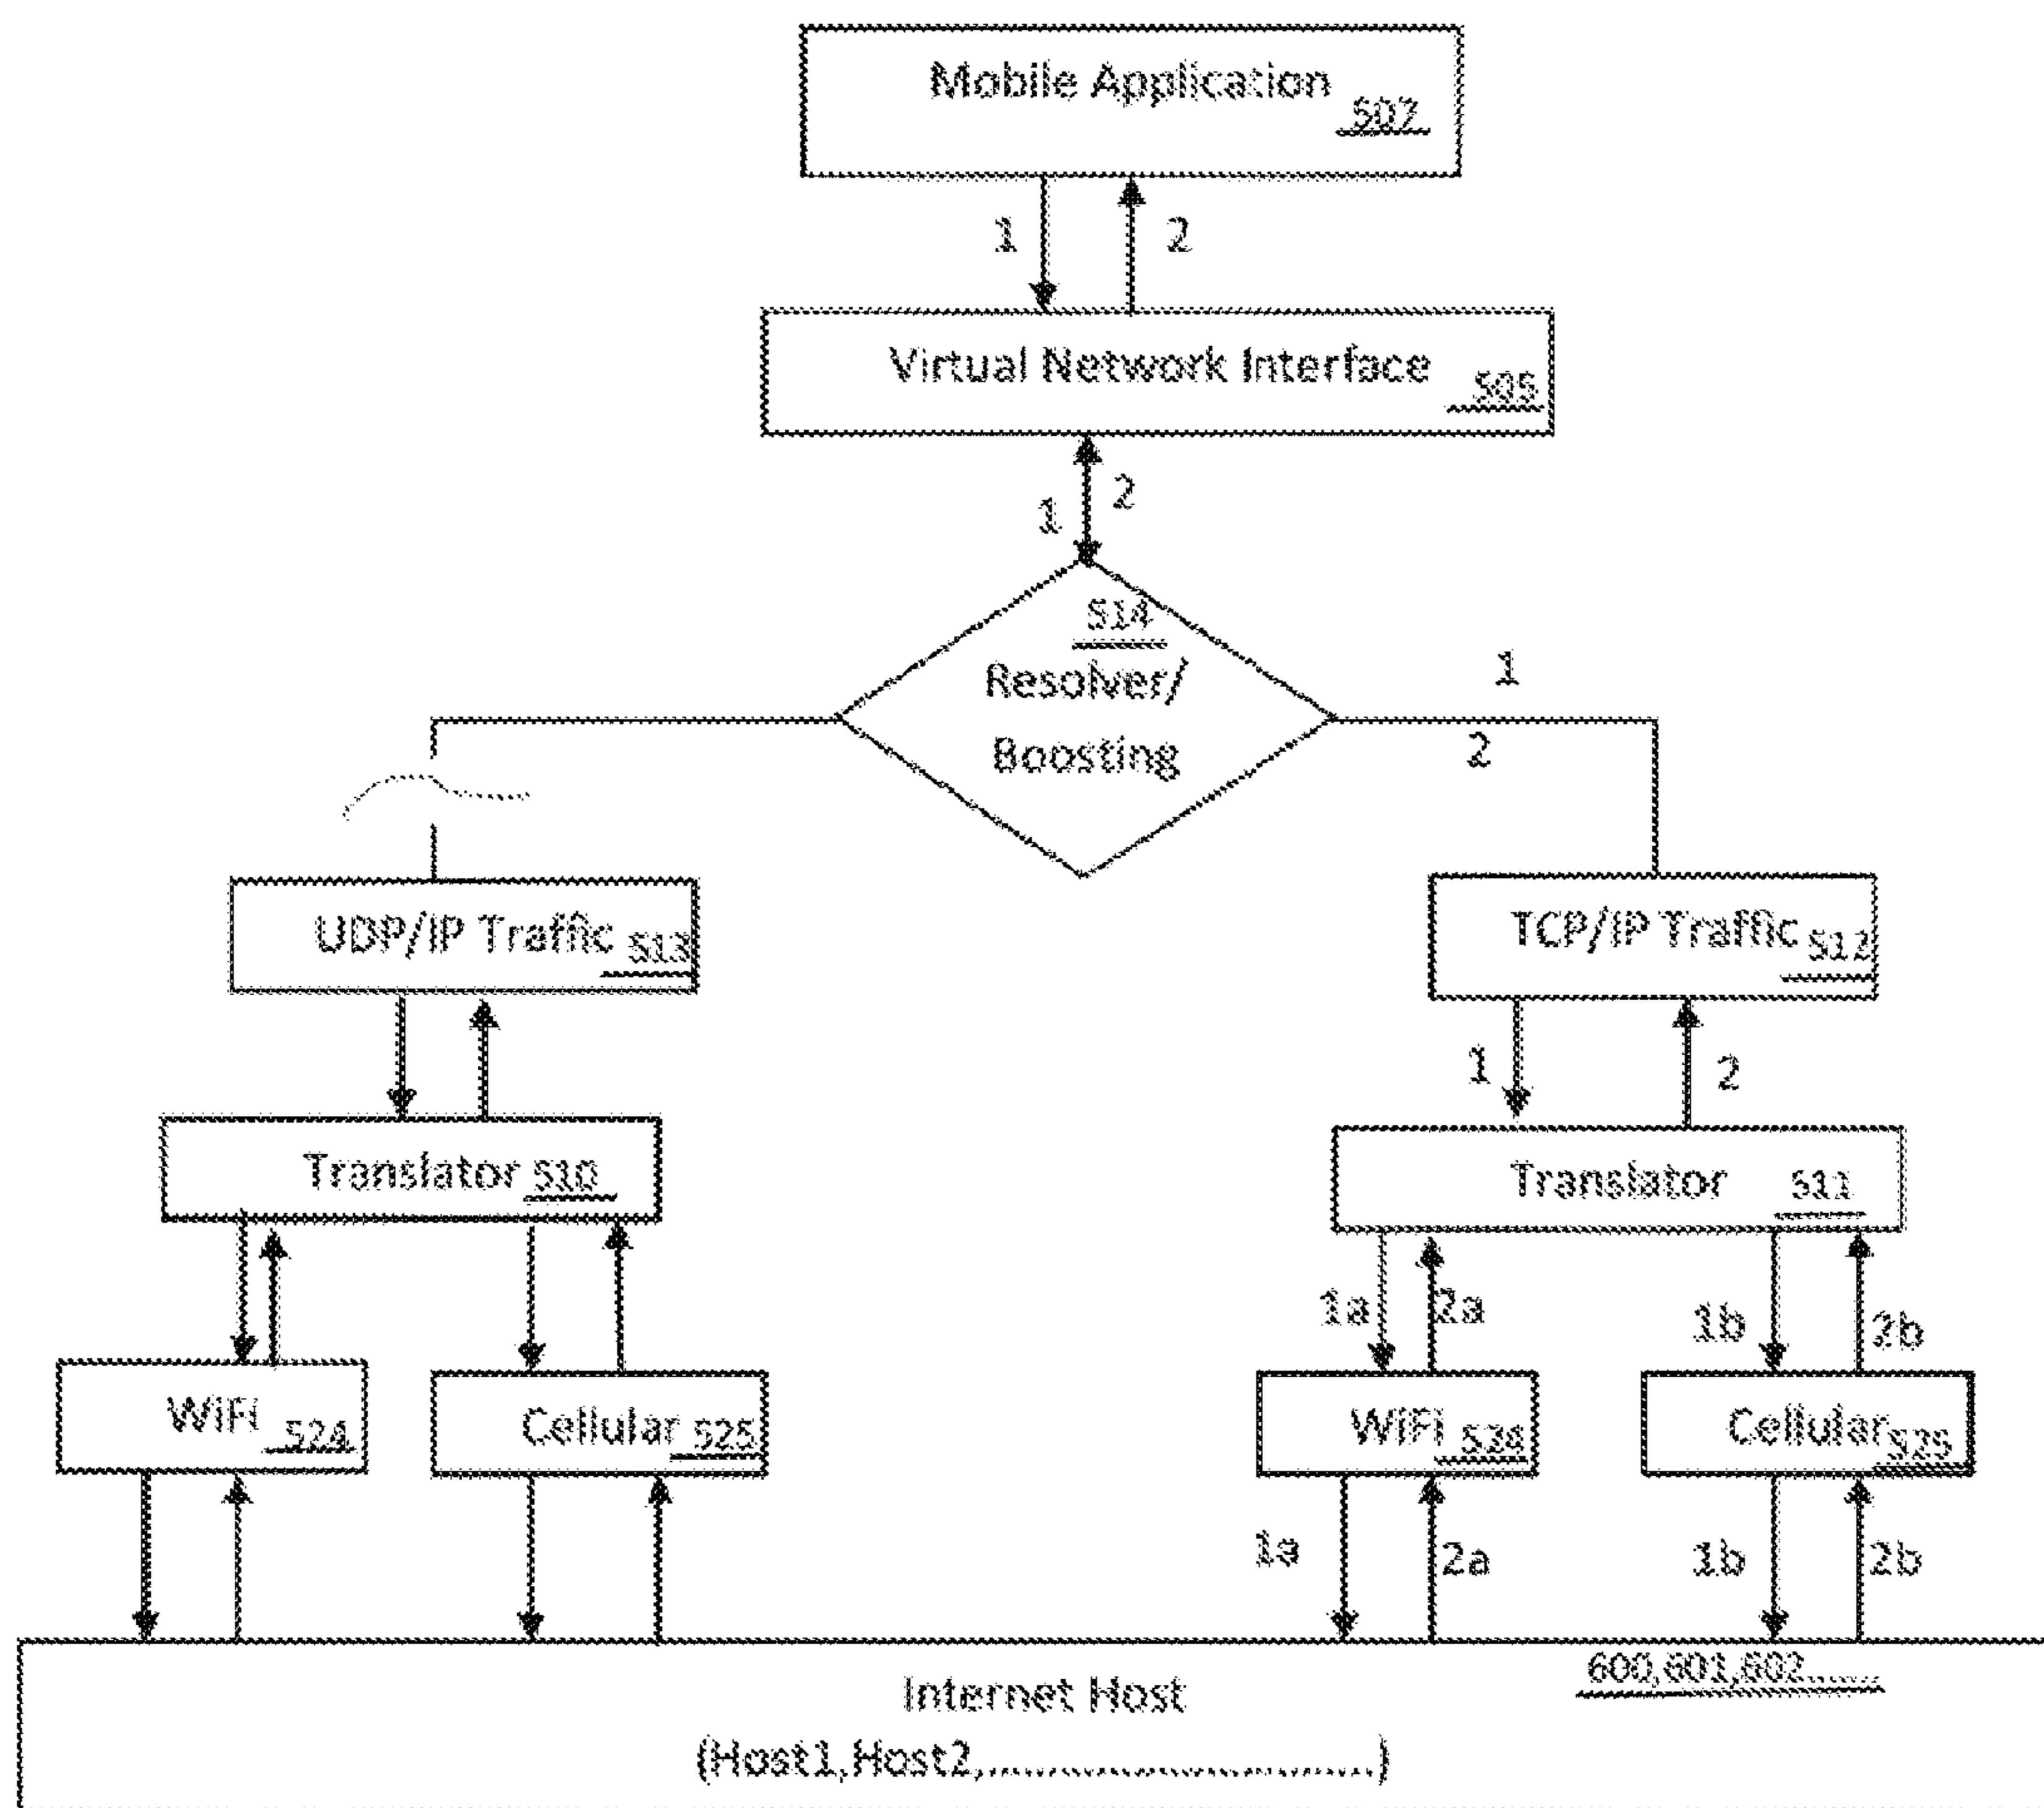 Mobile Application
507
1
2
Virtual Network Interface
505
1
2
514
Resolver/
Boosting
1
2
UDP/IP Traffic 513
TCP/IP Traffic 512
1
2
Translator 510
Translator 511
1a
2a
1b
2b
WiFi 524
Cellular 525
WiFi 524
Cellular 525
1a
2a
1b
2b
600,601,602.......
Internet Host
(Host1,Host2,..............................)